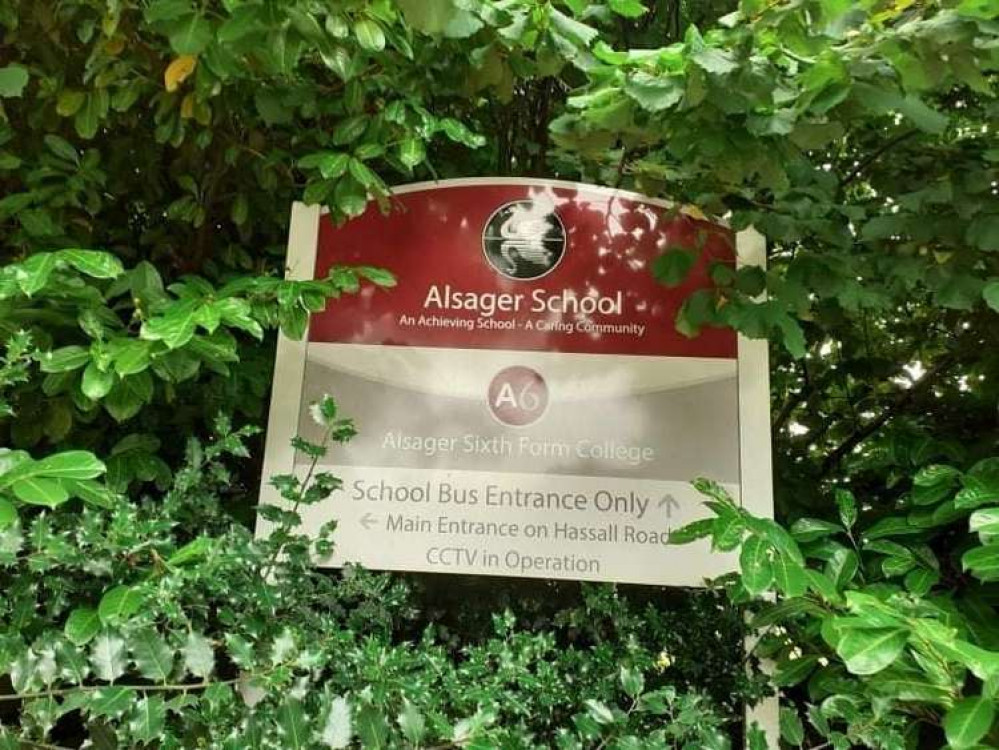 Alsager School
An Achieving School - A Caring Community
A6
Alsager Sixth Form College
School Bus Entrance Only ↑
← Main Entrance on Hassall Road
CCTV in Operation